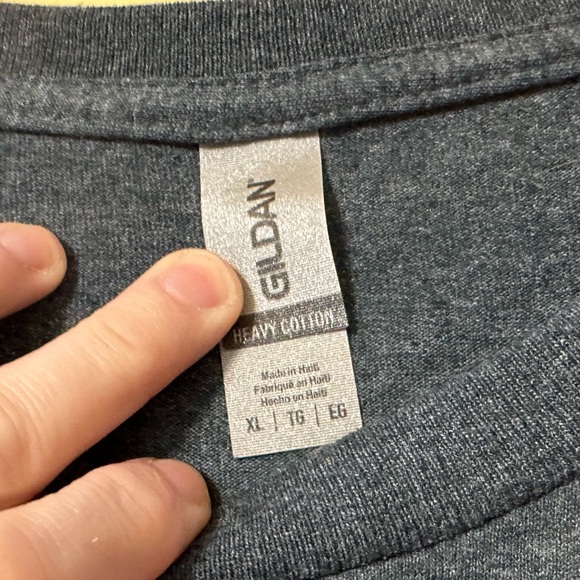 GILDAN
HEAVY COTTON
Made in Haiti
Fabriqué en Haïti
Hecho en Haití
XL | TG | EG